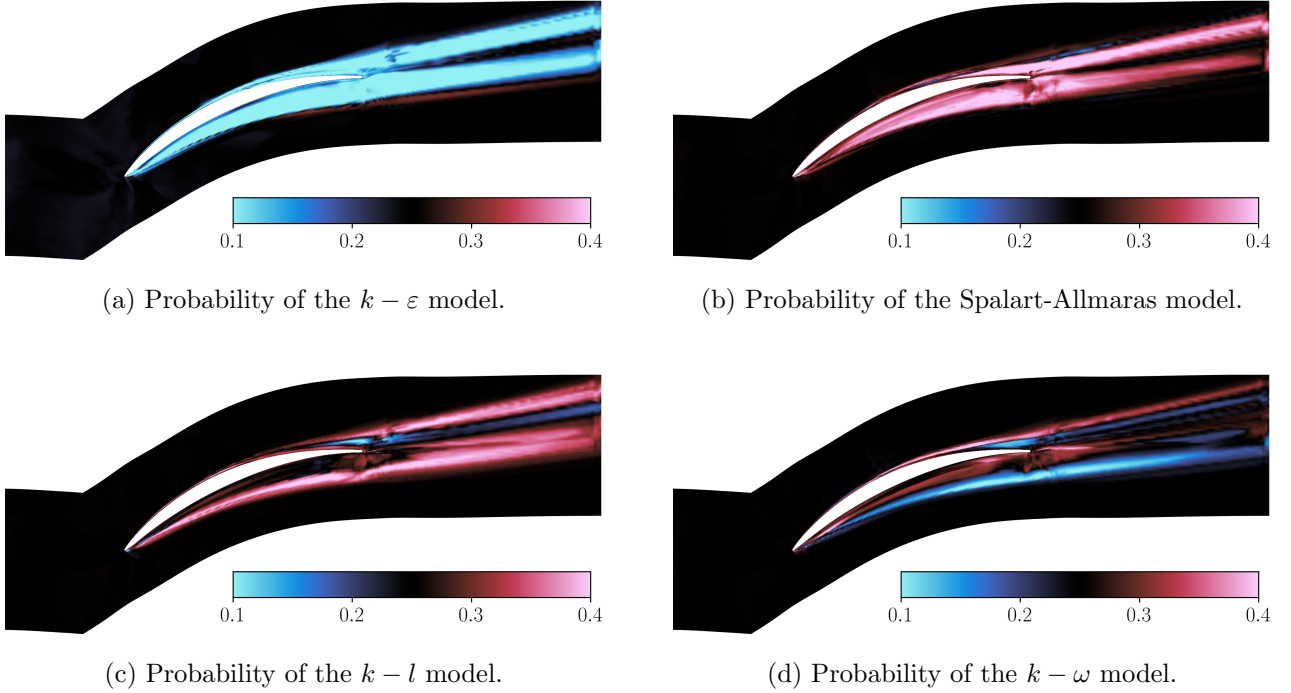 0.1 0.2 0.3 0.4
0.1 0.2 0.3 0.4
(a) Probability of the k − ε model.
(b) Probability of the Spalart-Allmaras model.
0.1 0.2 0.3 0.4
0.1 0.2 0.3 0.4
(c) Probability of the k − l model.
(d) Probability of the k − ω model.